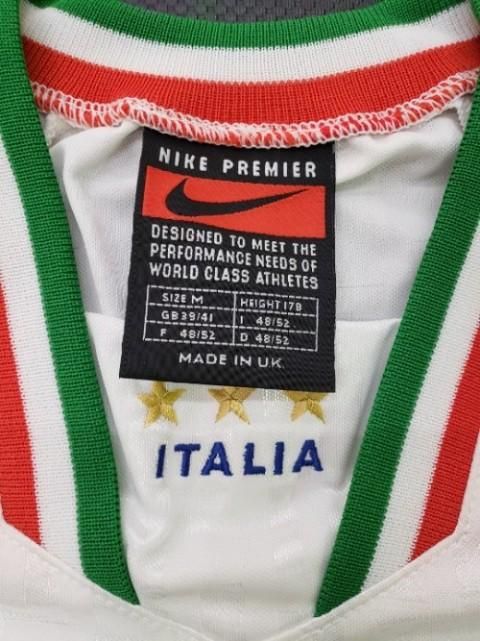 NIKE PREMIER
DESIGNED TO MEET THE
PERFORMANCE NEEDS OF
WORLD CLASS ATHLETES
SIZE M HEIGHT 178
GB 39/41 I 48/52
F 48/52 D 48/52
MADE IN UK
ITALIA